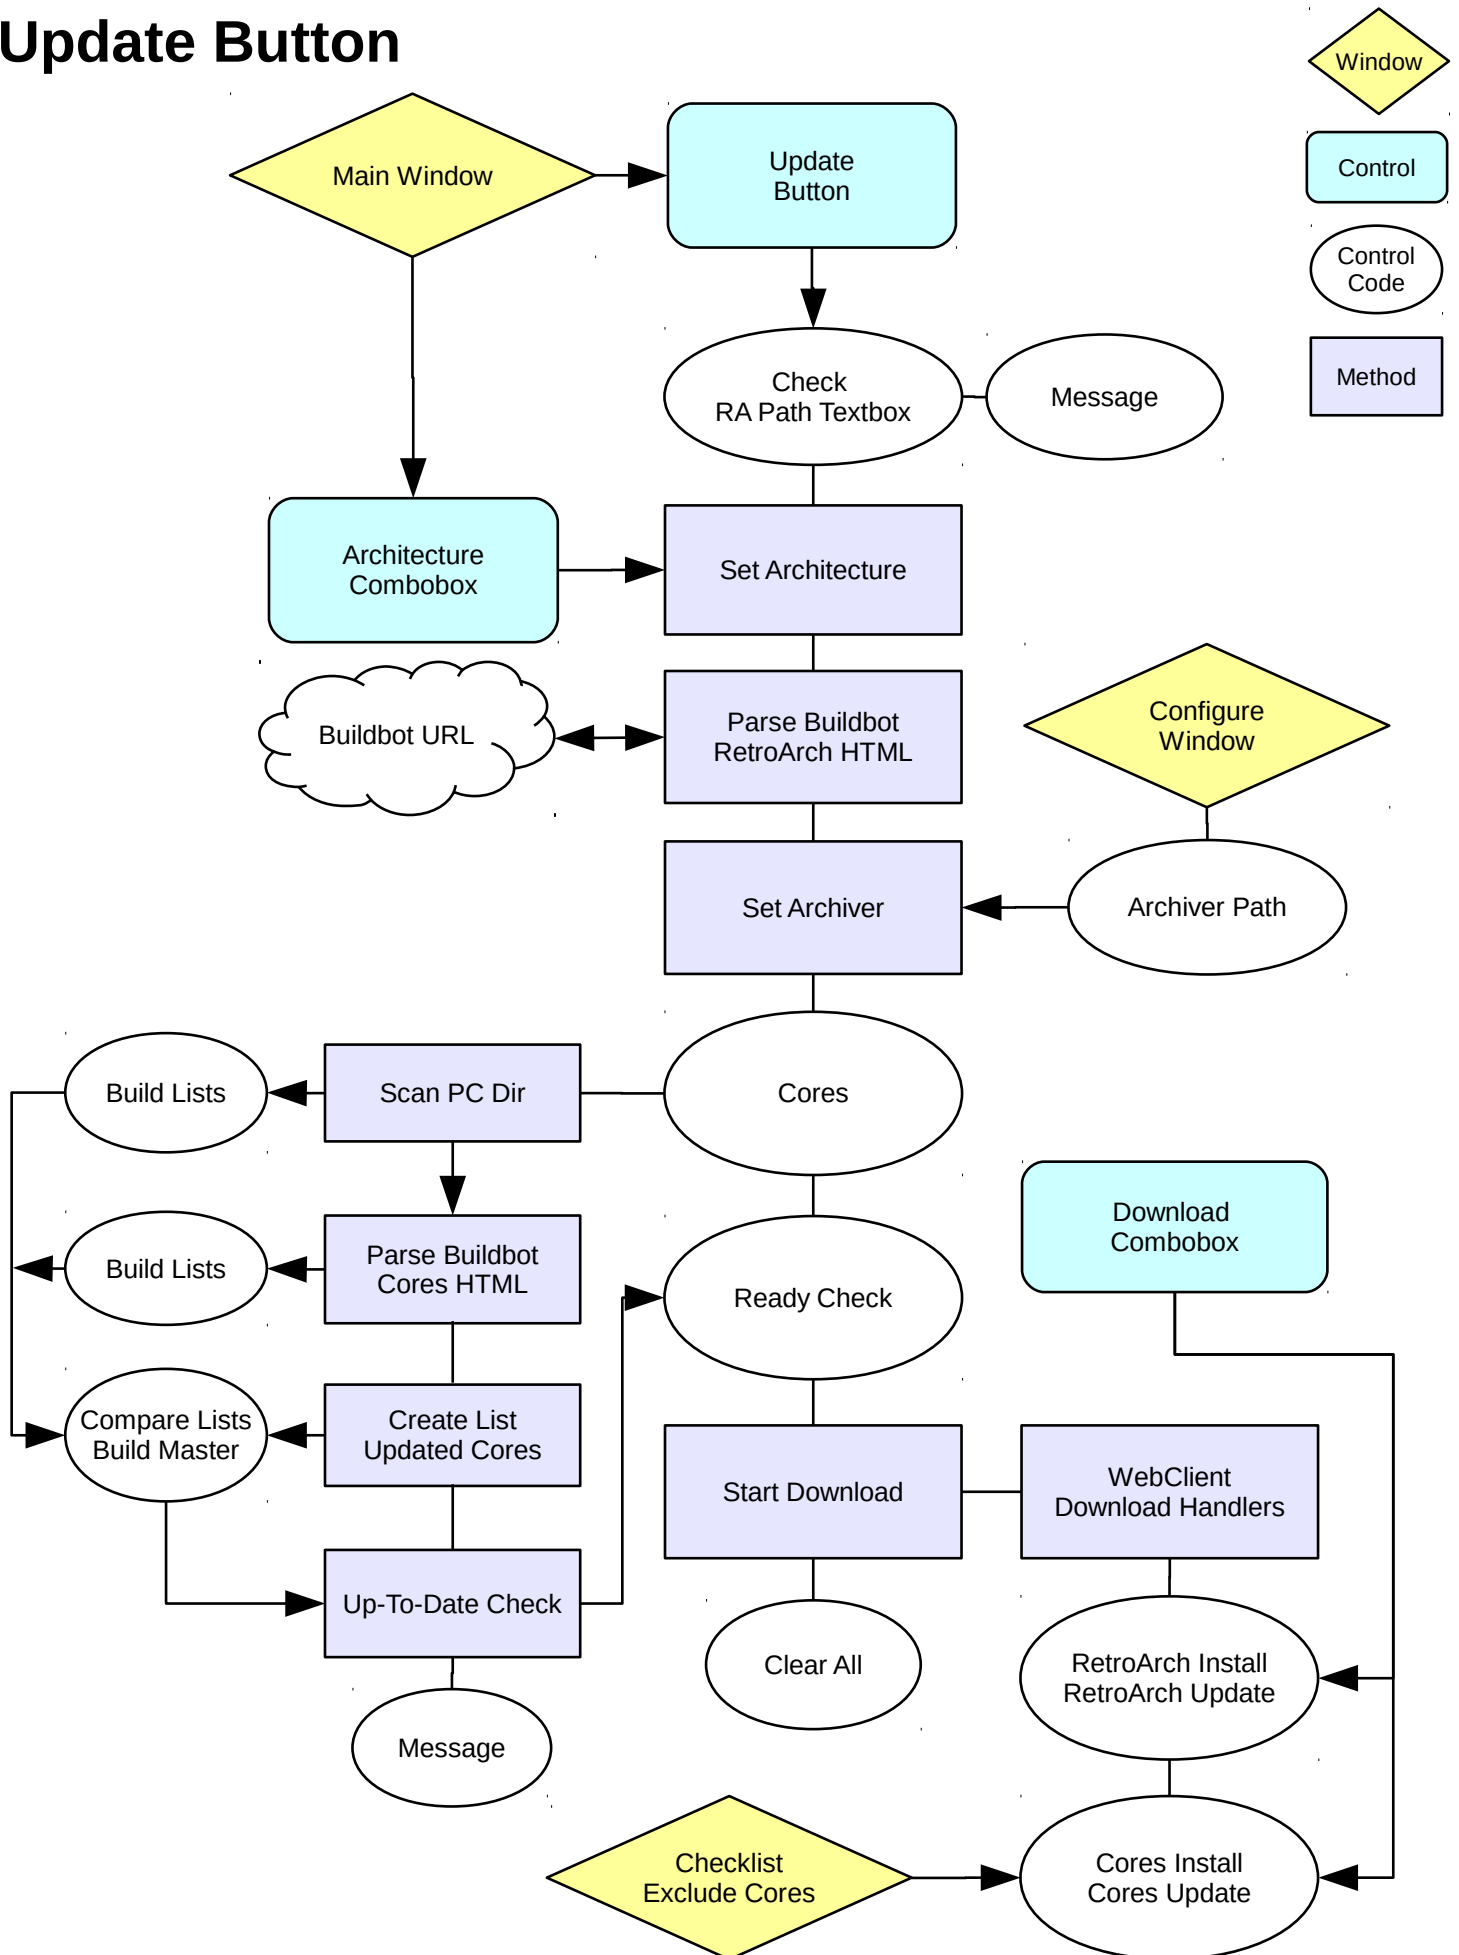 Update Button
Window
Main Window
Update
Button
Control
Control
Code
Check
RA Path Textbox
Message
Method
Architecture
Combobox
Set Architecture
Buildbot URL
Parse Buildbot
RetroArch HTML
Configure
Window
Set Archiver
Archiver Path
Build Lists
Scan PC Dir
Cores
Download
Combobox
Build Lists
Parse Buildbot
Cores HTML
Ready Check
Compare Lists
Build Master
Create List
Updated Cores
Start Download
WebClient
Download Handlers
Up-To-Date Check
Clear All
RetroArch Install
RetroArch Update
Message
Checklist
Exclude Cores
Cores Install
Cores Update